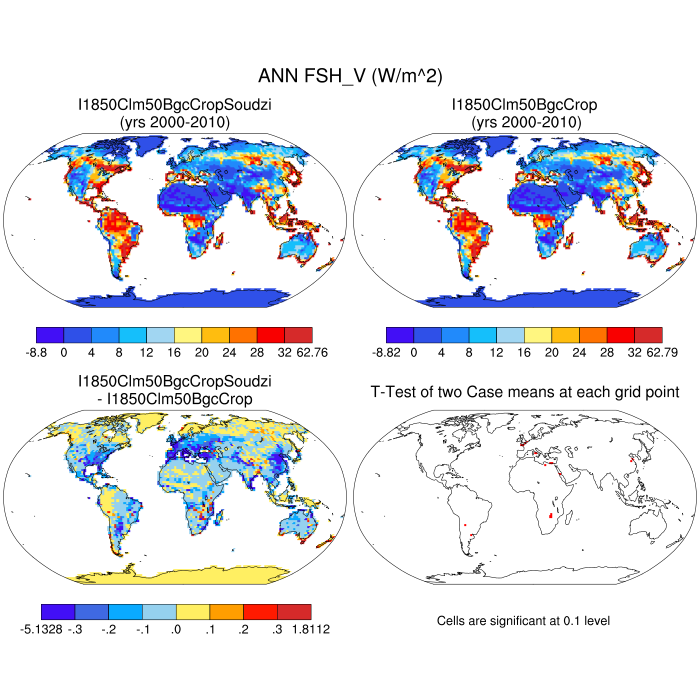 ANN FSH_V (W/m^2)
I1850Clm50BgcCropSoudzi
(yrs 2000-2010)
I1850Clm50BgcCrop
(yrs 2000-2010)
-8.8 0 4 8 12 16 20 24 28 32 62.76
-8.82 0 4 8 12 16 20 24 28 32 62.79
I1850Clm50BgcCropSoudzi
- I1850Clm50BgcCrop
T-Test of two Case means at each grid point
-5.1328 -.3 -.2 -.1 .0 .1 .2 .3 1.8112
Cells are significant at 0.1 level